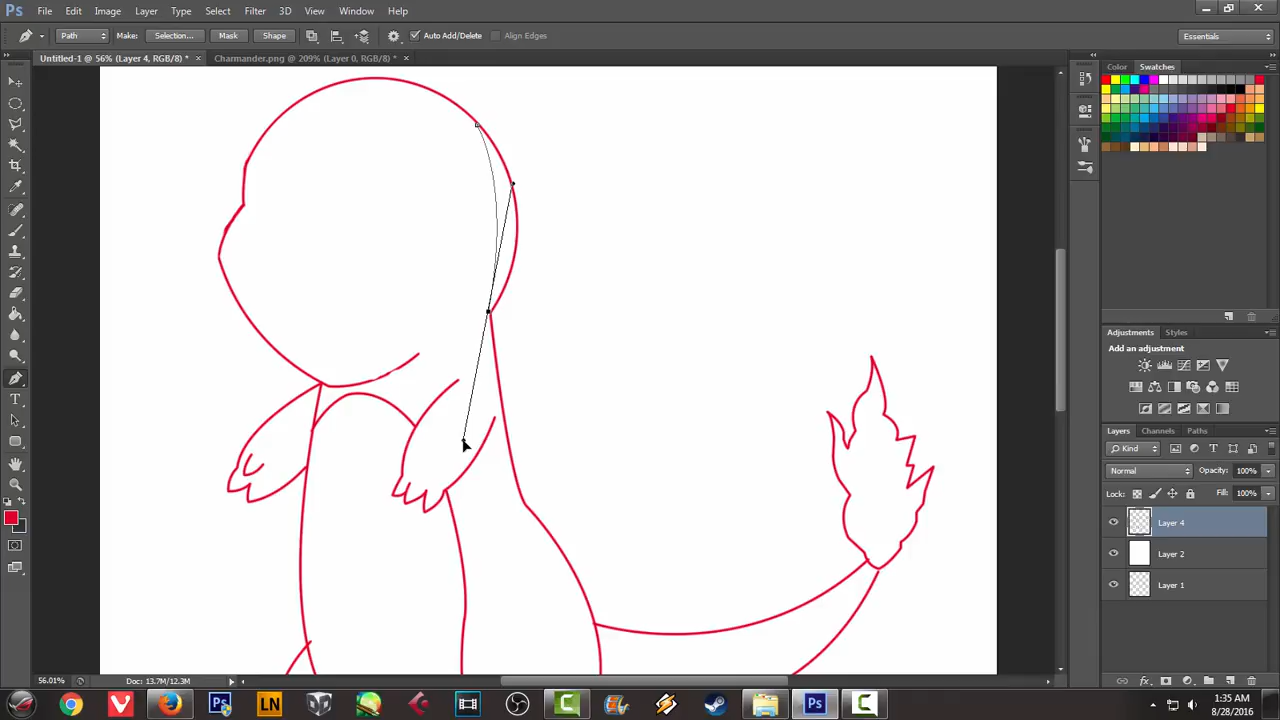 File Edit Image Layer Type Select Filter 3D View Window Help
Path Make: Selection... Mask Shape Auto Add/Delete Align Edges Essentials
Untitled-1 @ 56% (Layer 4, RGB/8) * × Charmander.png @ 209% (Layer 0, RGB/8) * ×
Color Swatches
Adjustments Styles
Add an adjustment
Layers Channels Paths
Kind
Normal Opacity: 100%
Lock: Fill: 100%
Layer 4
Layer 2
Layer 1
56.01% Doc: 13.7M/12.3M
1:35 AM
8/28/2016